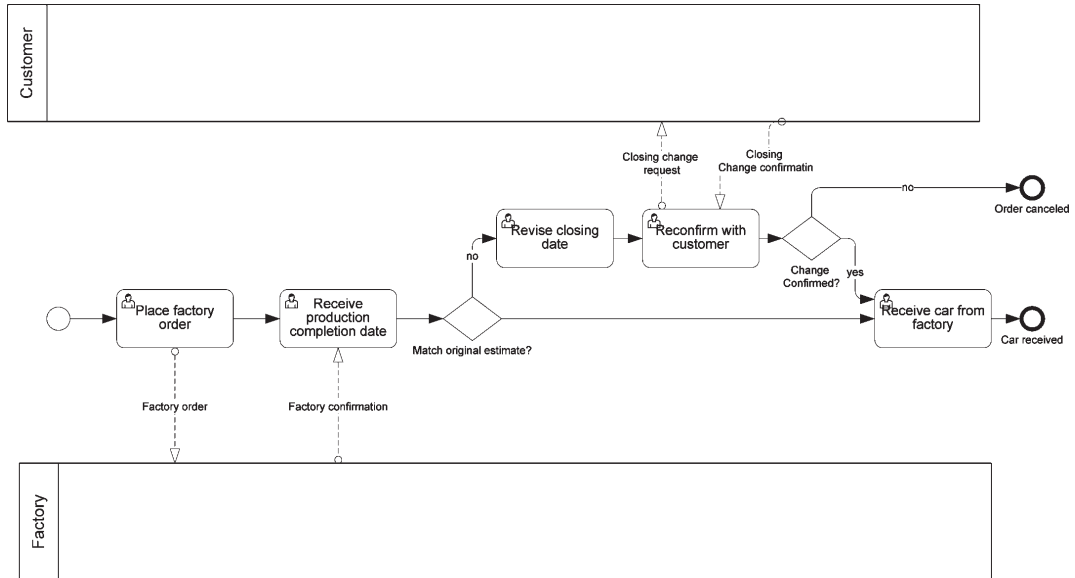 Customer
Closing change
request
Closing
Change confirmatin
no
Order canceled
Revise closing
date
Reconfirm with
customer
no
Change
Confirmed?
yes
Place factory
order
Receive
production
completion date
Match original estimate?
Receive car from
factory
Car received
Factory order
Factory confirmation
Factory